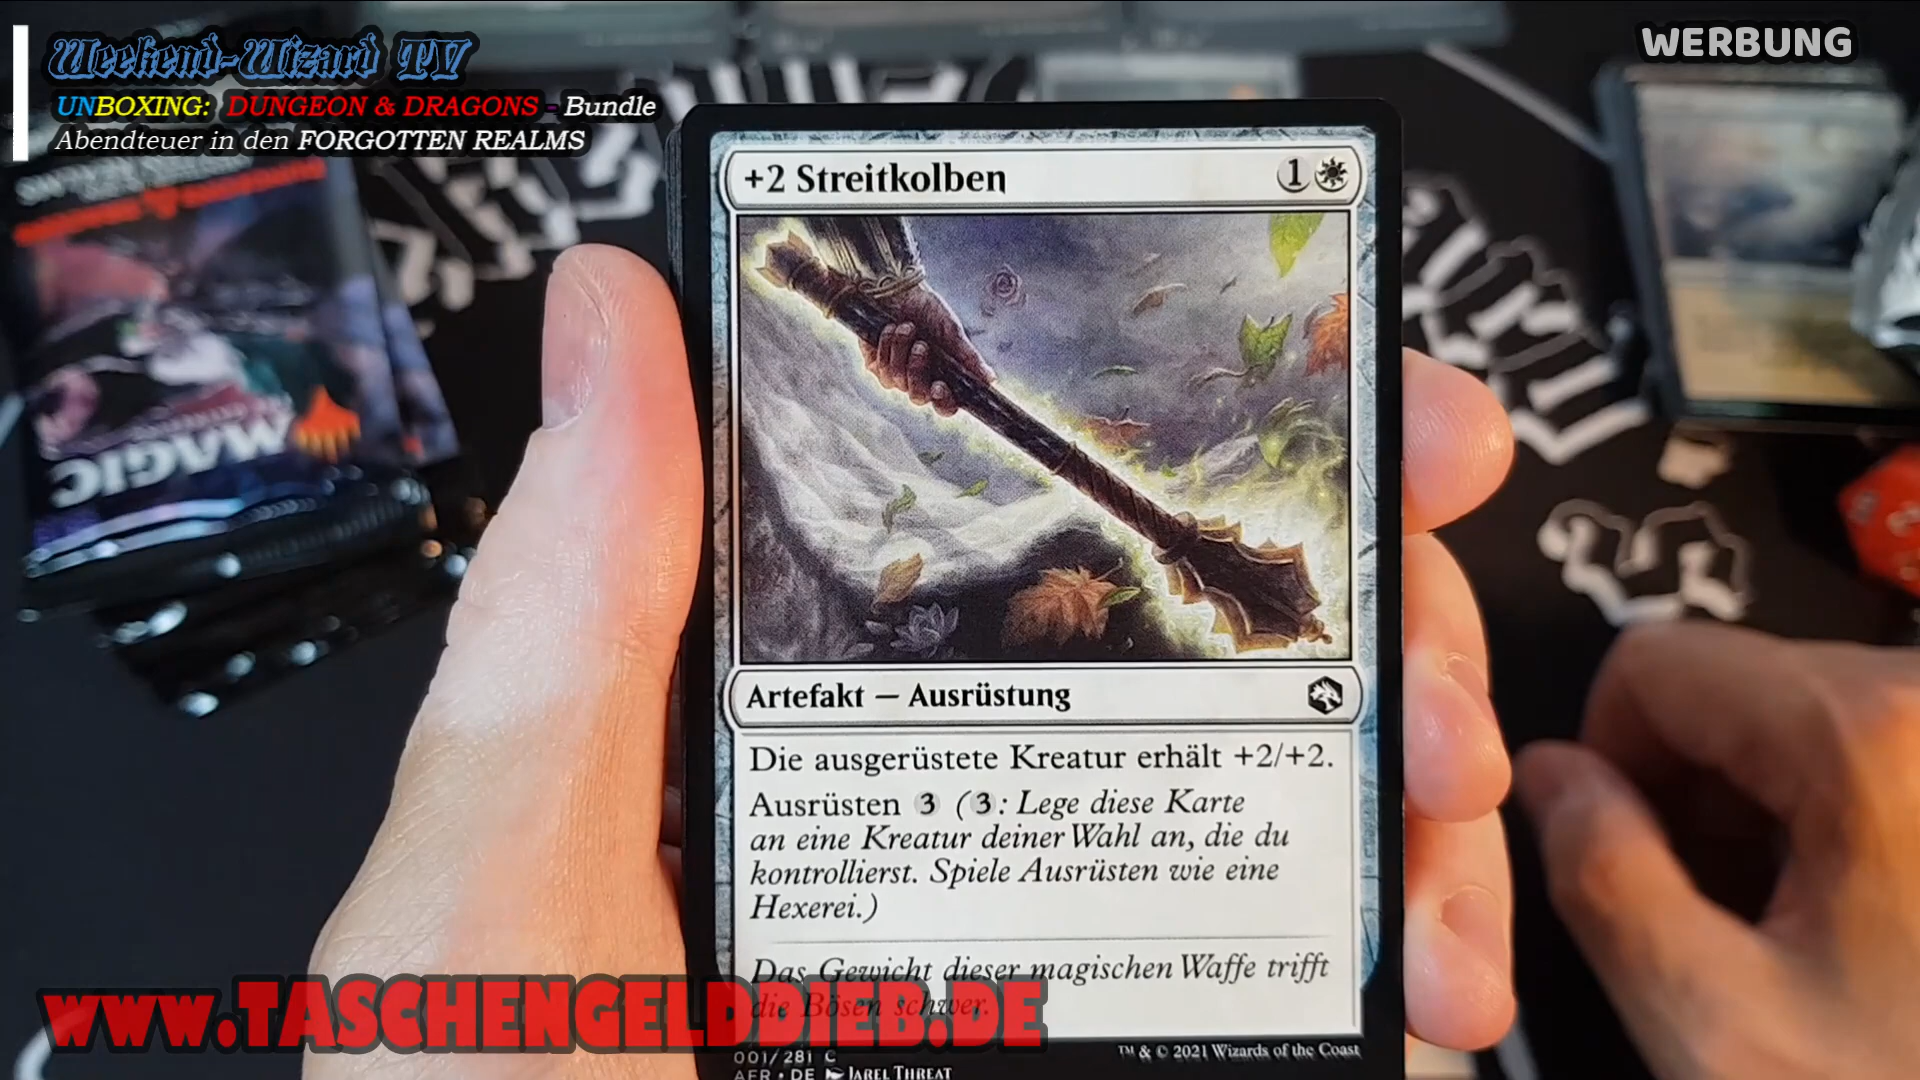 Weekend-Wizard TV
UNBOXING: DUNGEON & DRAGONS - Bundle
Abendteuer in den FORGOTTEN REALMS
WERBUNG
MAGIC
+2 Streitkolben 1
Artefakt — Ausrüstung
Die ausgerüstete Kreatur erhält +2/+2.
Ausrüsten 3 (3: Lege diese Karte
an eine Kreatur deiner Wahl an, die du
kontrollierst. Spiele Ausrüsten wie eine
Hexerei.)
Das Gewicht dieser magischen Waffe trifft
die Bösen schwer.
www.TASCHENGELDDIEB.DE
001/281 C
™ & © 2021 Wizards of the Coast
AFR • DE JAREL THREAT